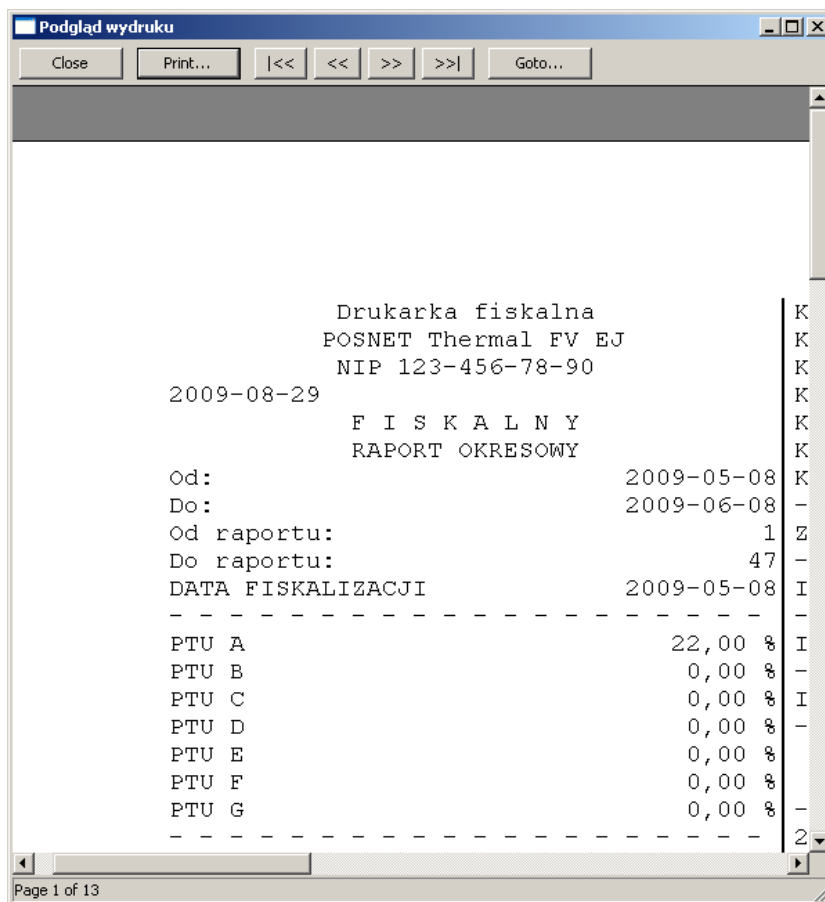 Podgląd wydruku
Close Print... |<< << >> >>| Goto...
Drukarka fiskalna K
POSNET Thermal FV EJ K
NIP 123-456-78-90 K
2009-08-29 K
F I S K A L N Y K
RAPORT OKRESOWY K
Od: 2009-05-08 K
Do: 2009-06-08 -
Od raportu: 1 Z
Do raportu: 47 -
DATA FISKALIZACJI 2009-05-08 I
- - - - - - - - - - - - - - - - - - - - -
PTU A 22,00 % I
PTU B 0,00 % -
PTU C 0,00 % I
PTU D 0,00 % -
PTU E 0,00 %
PTU F 0,00 %
PTU G 0,00 % -
- - - - - - - - - - - - - - - - - - - - 2
Page 1 of 13